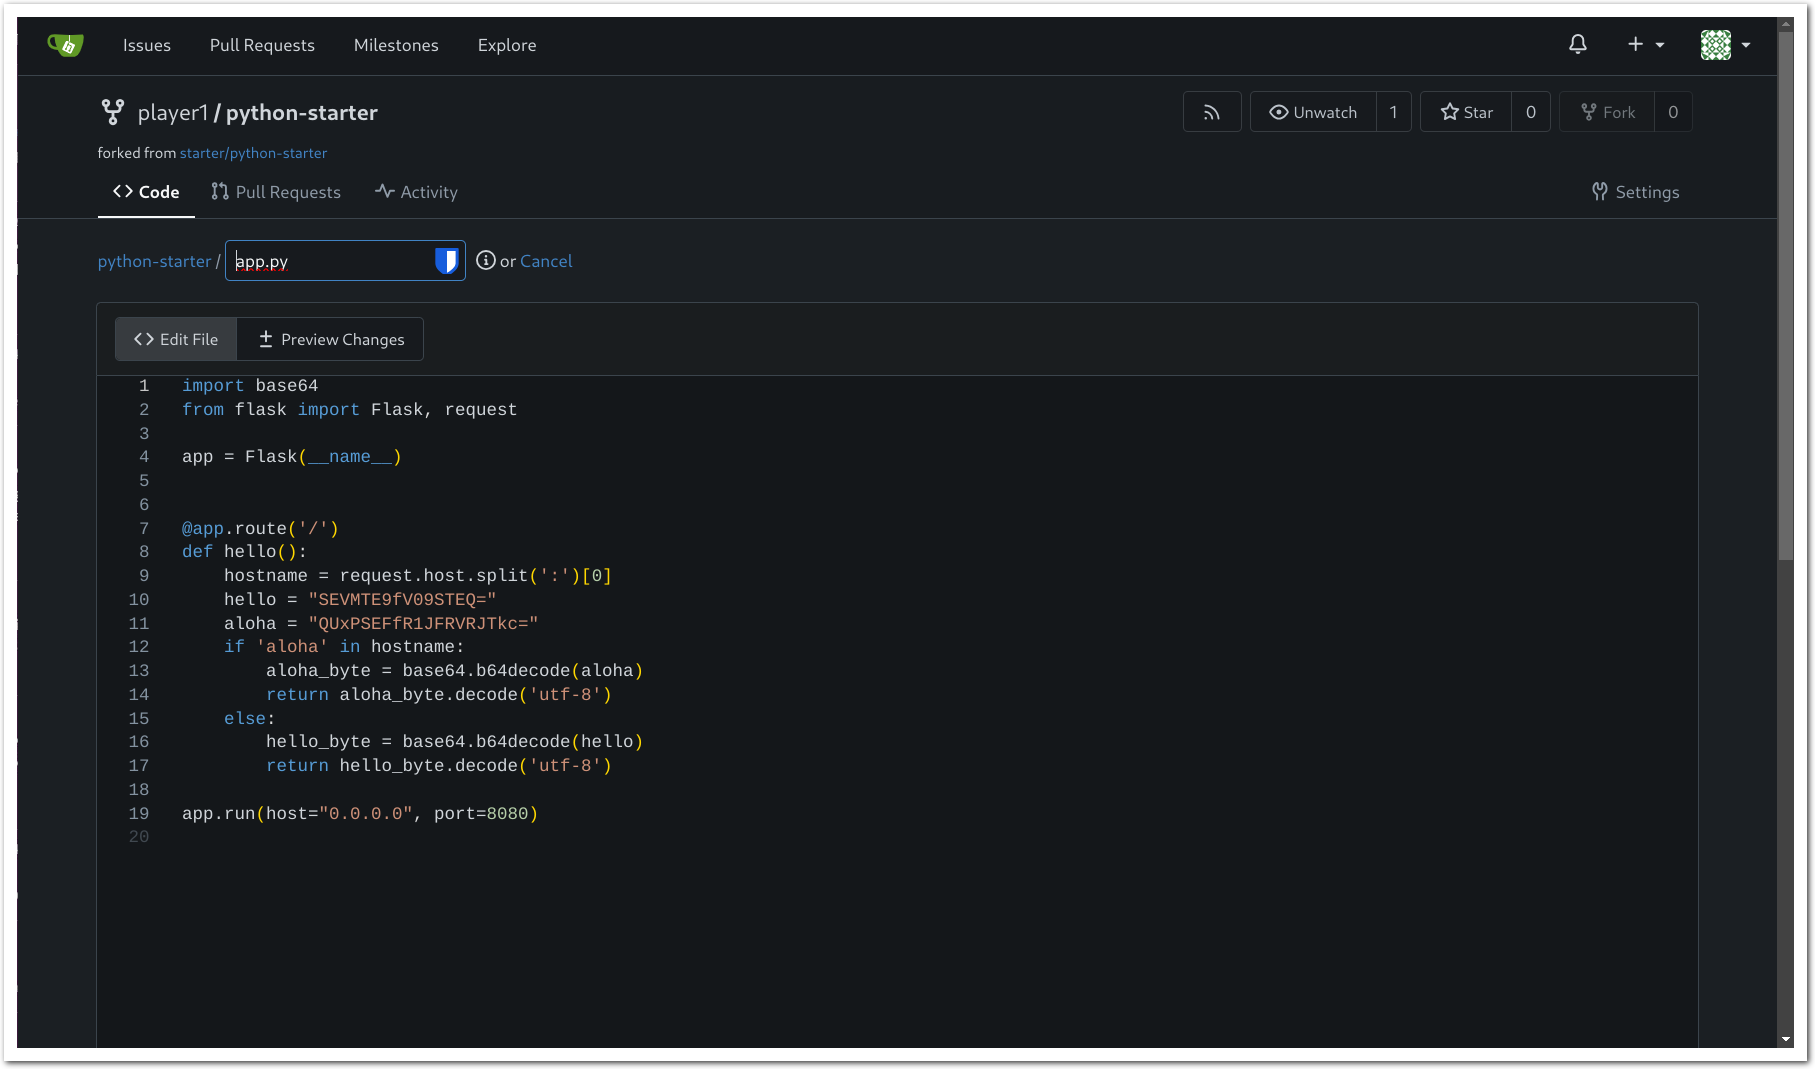 Issues Pull Requests Milestones Explore
player1 / python-starter
Unwatch 1 Star 0 Fork 0
forked from starter/python-starter
Code Pull Requests Activity Settings
python-starter / app.py or Cancel
Edit File Preview Changes
1 import base64
2 from flask import Flask, request
3
4 app = Flask(__name__)
5
6
7 @app.route('/')
8 def hello():
9     hostname = request.host.split(':')[0]
10     hello = "SEVMTE9fV09STEQ="
11     aloha = "QUxPSEFfR1JFRVRJTkc="
12     if 'aloha' in hostname:
13         aloha_byte = base64.b64decode(aloha)
14         return aloha_byte.decode('utf-8')
15     else:
16         hello_byte = base64.b64decode(hello)
17         return hello_byte.decode('utf-8')
18
19 app.run(host="0.0.0.0", port=8080)
20